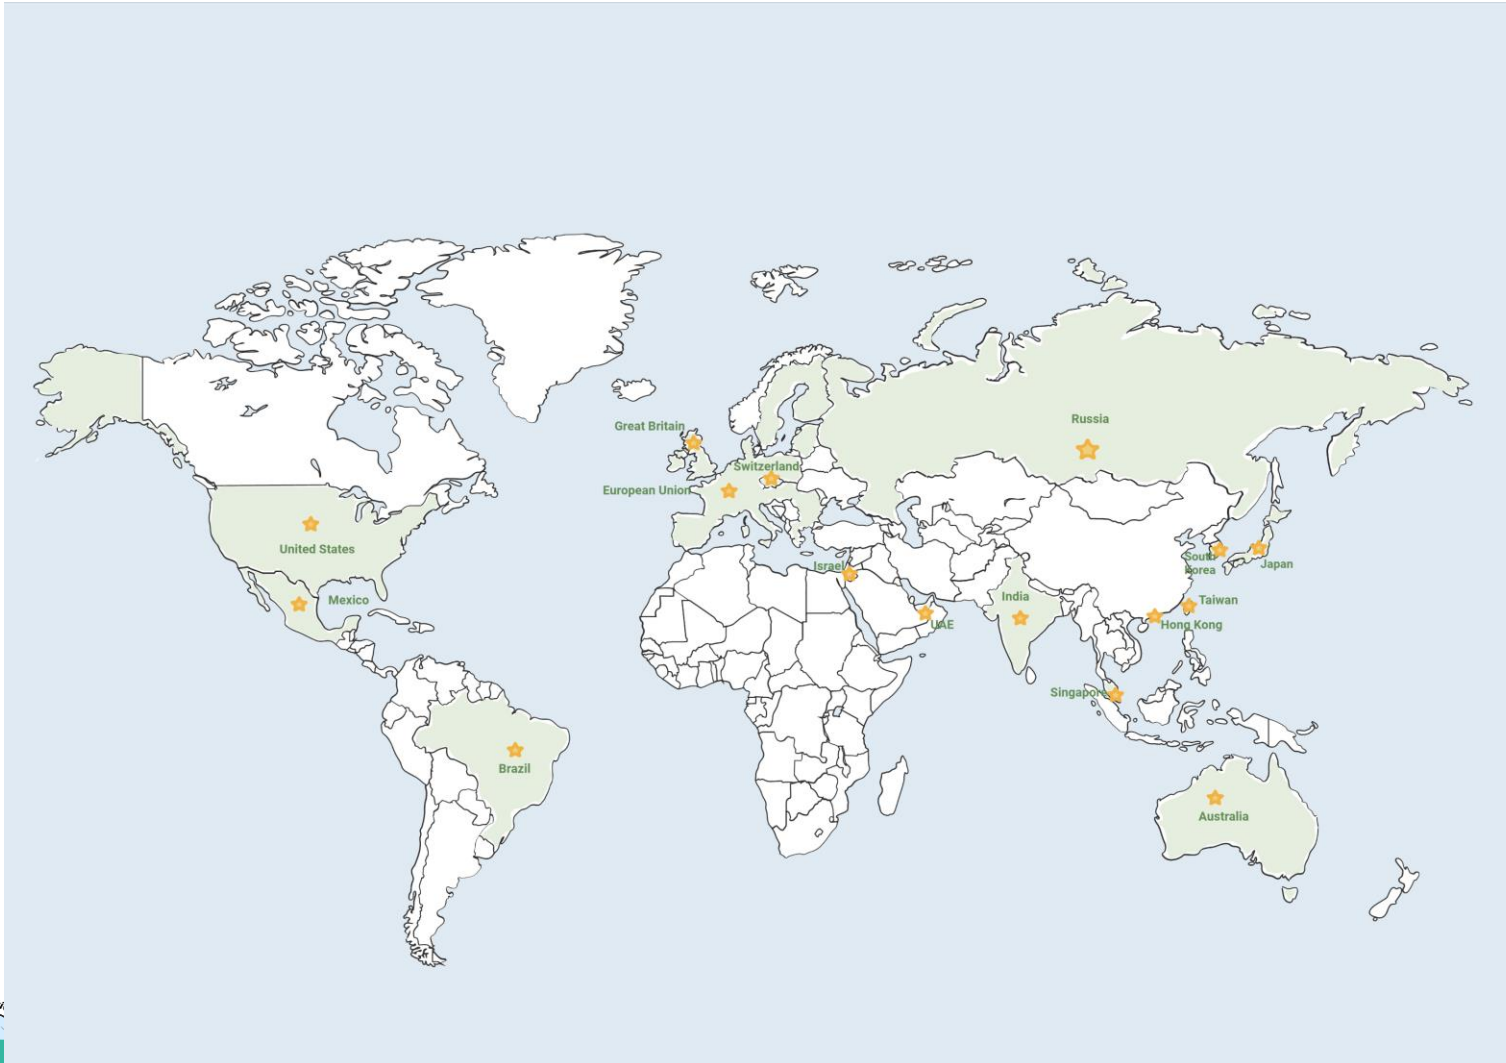 Russia
Great Britain
Switzerland
European Union
United States
South
Korea
Japan
Israel
India
Mexico
Taiwan
UAE
Hong Kong
Singapore
Brazil
Australia